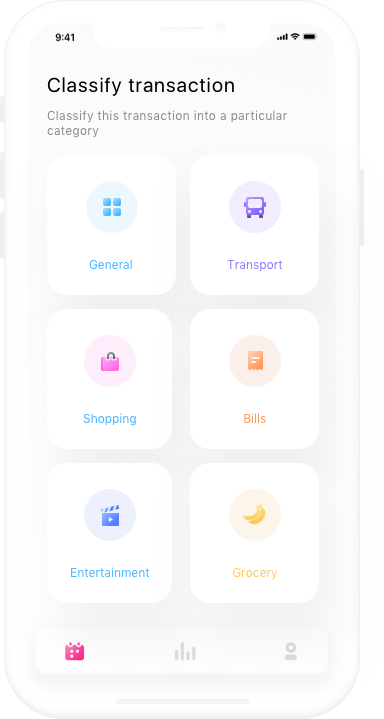 9:41
Classify transaction
Classify this transaction into a particular
category
General
Transport
Shopping
Bills
Entertainment
Grocery